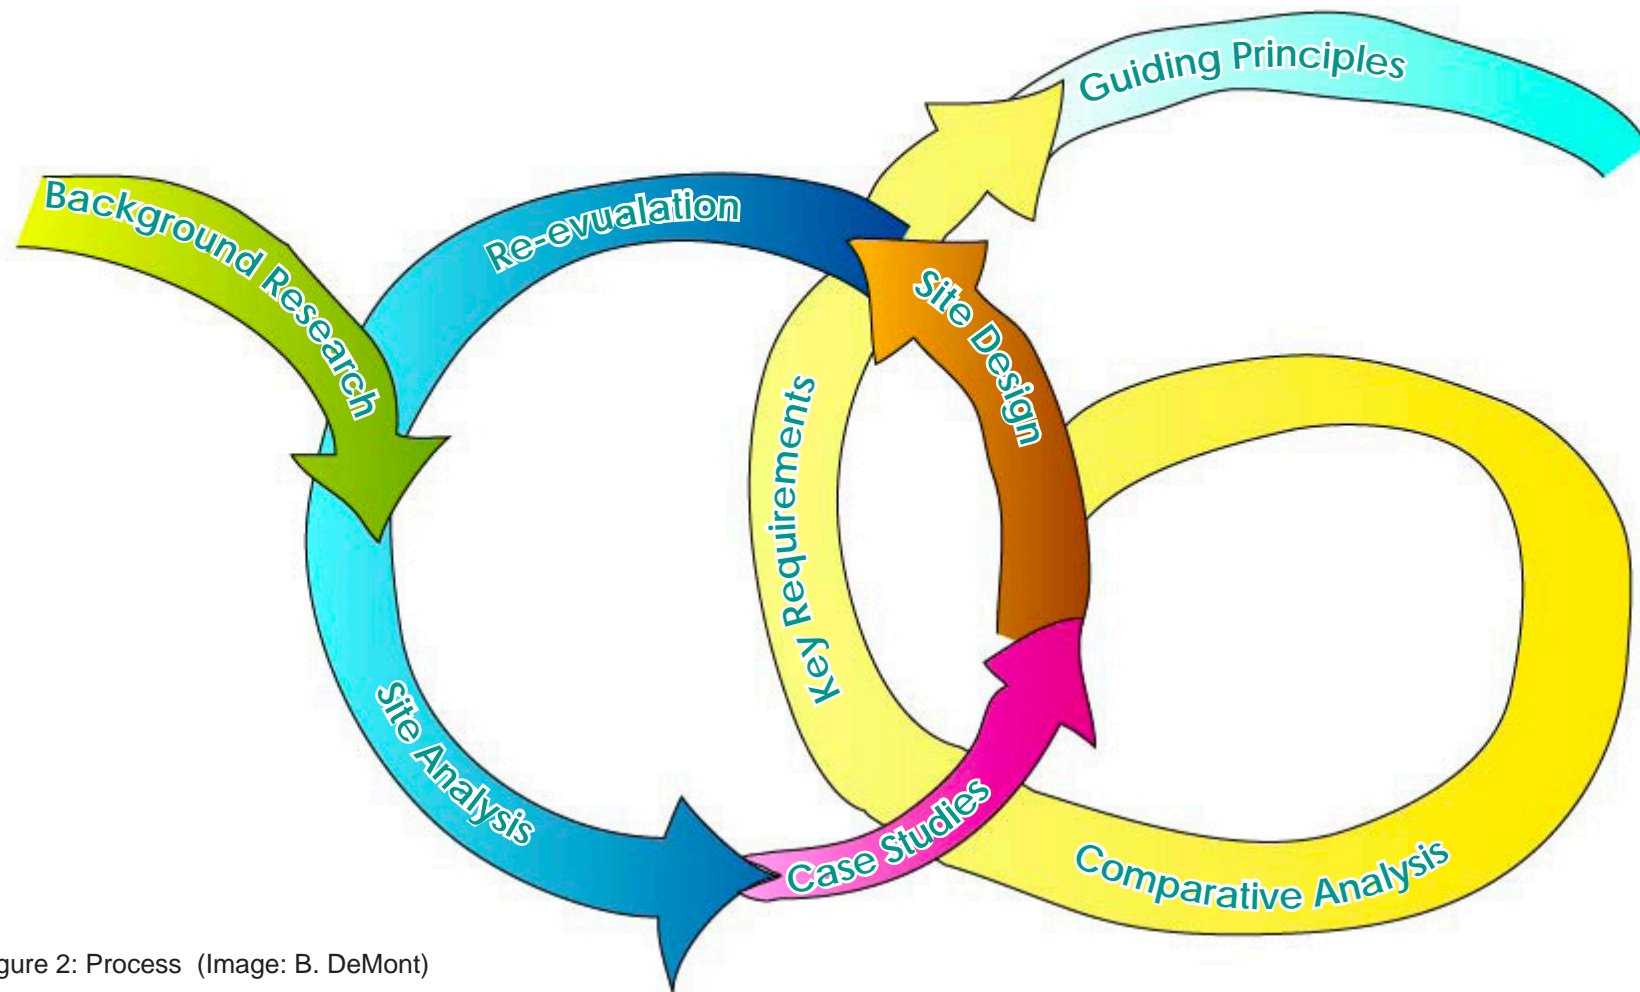 Guiding Principles
Background Research
Re-evualation
Site Design
Key Requirements
Site Analysis
Case Studies
Comparative Analysis
gure 2: Process (Image: B. DeMont)